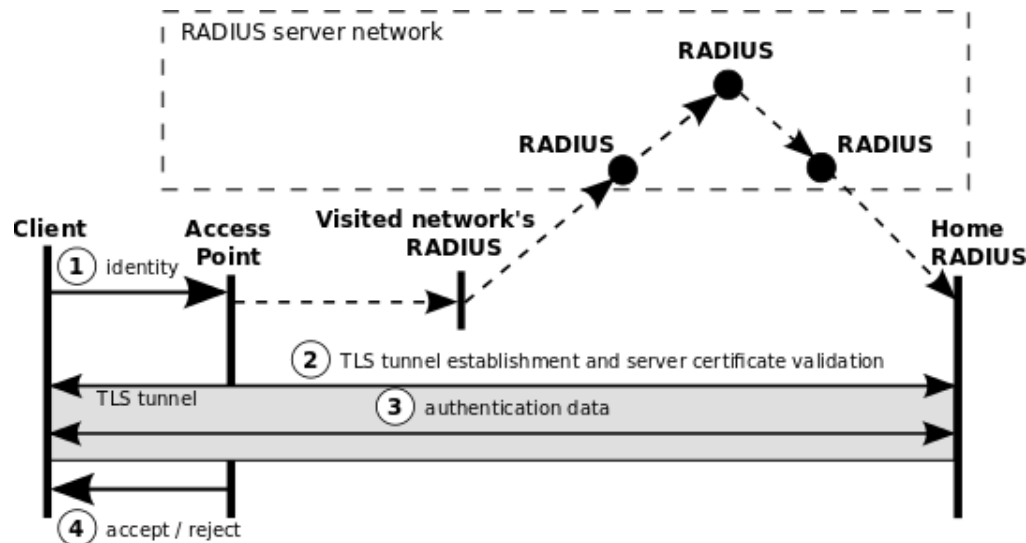 RADIUS server network
RADIUS
RADIUS
RADIUS
Client
Access
Point
Visited network's
RADIUS
Home
RADIUS
1 identity
2 TLS tunnel establishment and server certificate validation
TLS tunnel
3 authentication data
4 accept / reject